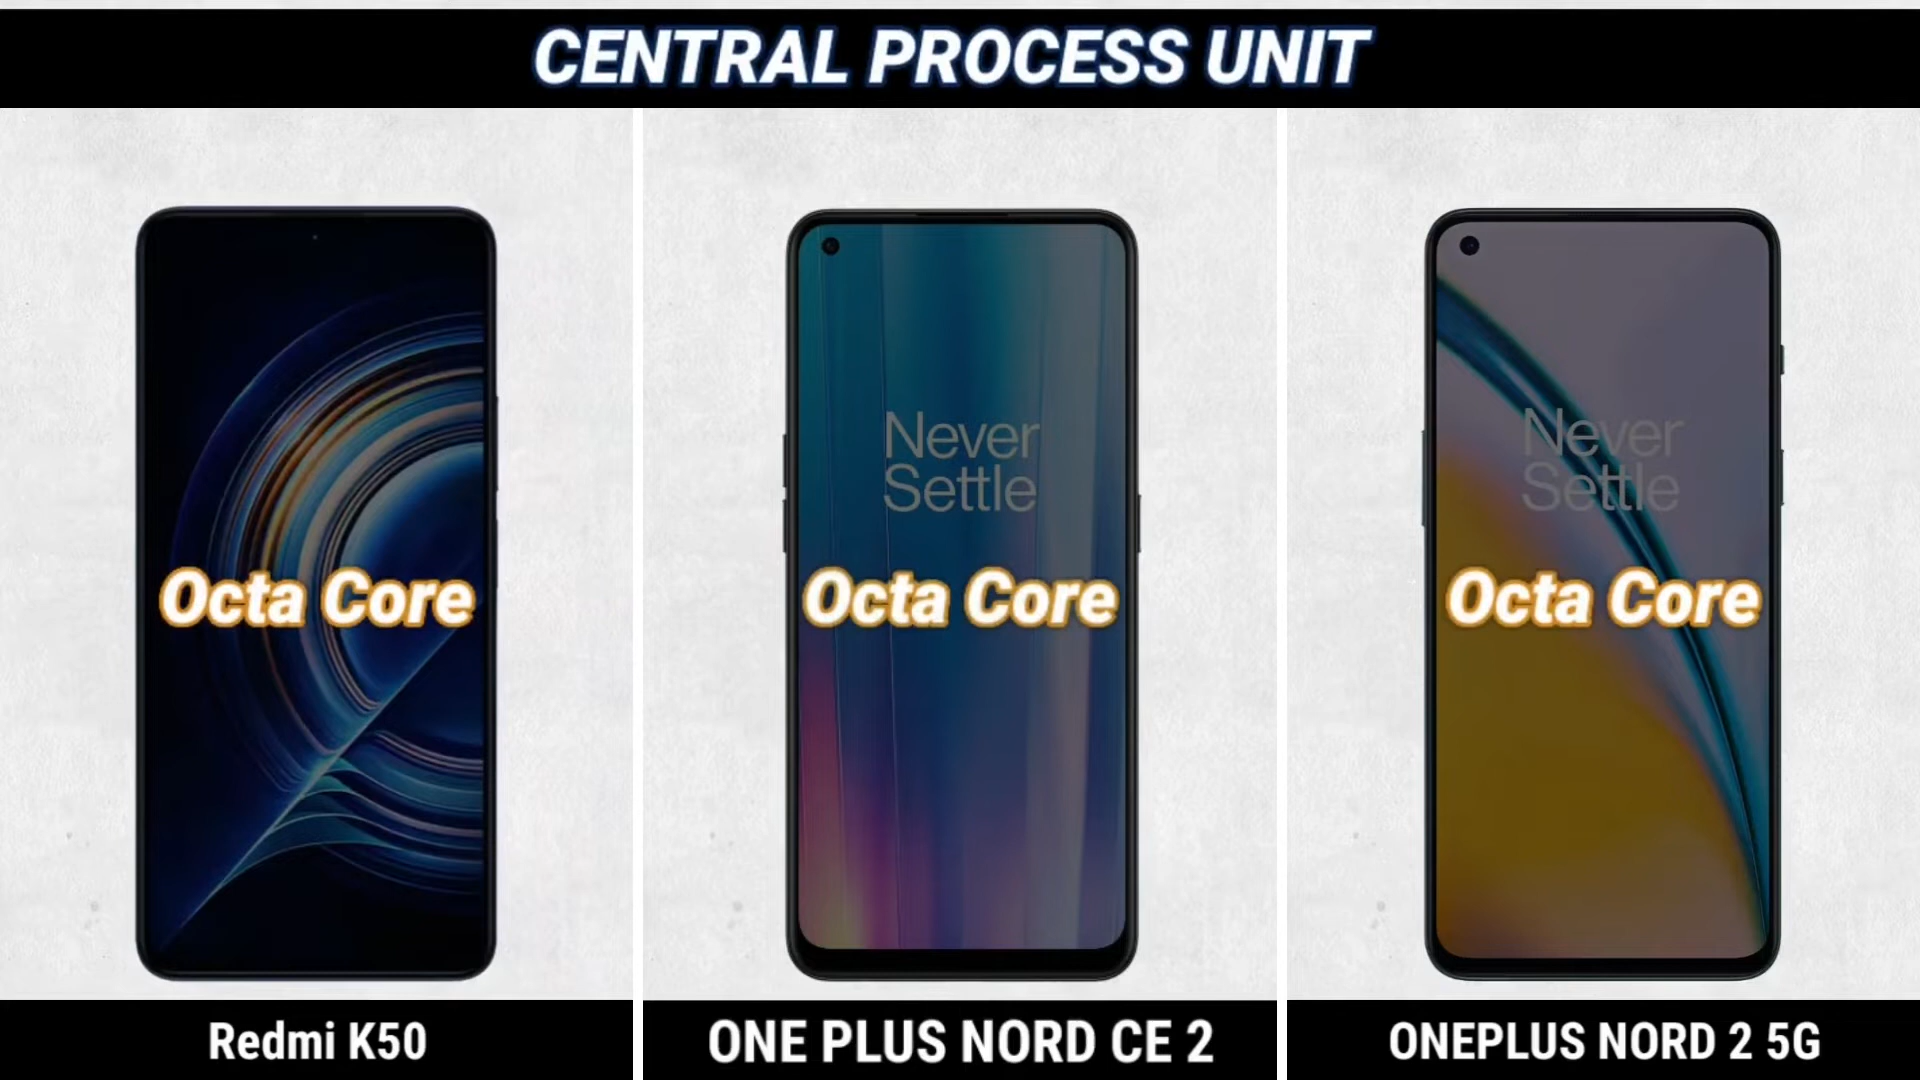 CENTRAL PROCESS UNIT
Never
Settle
Never
Settle
Octa Core
Octa Core
Octa Core
Redmi K50
ONE PLUS NORD CE 2
ONEPLUS NORD 2 5G